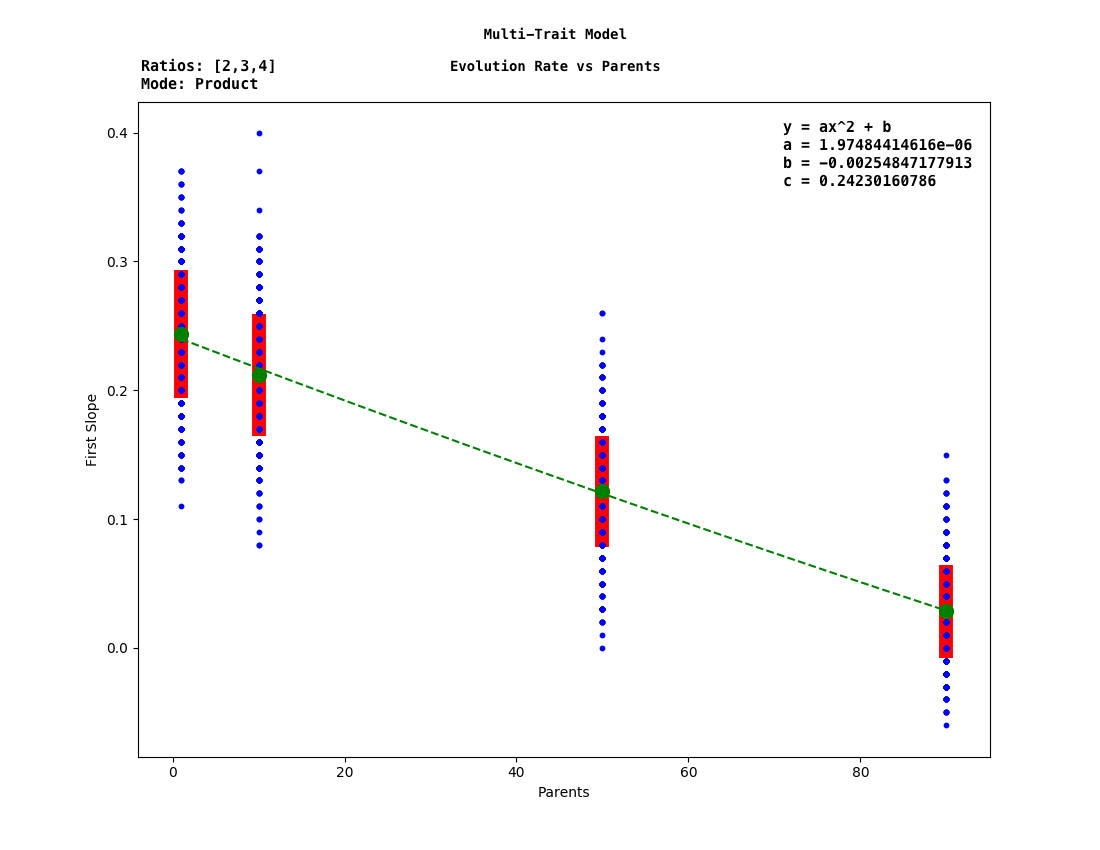 Multi−Trait Model
Ratios: [2,3,4]
Evolution Rate vs Parents
Mode: Product
y = ax^2 + b
a = 1.97484414616e−06
b = −0.00254847177913
c = 0.24230160786
0.4
0.3
0.2
0.1
0.0
First Slope
0
20
40
60
80
Parents